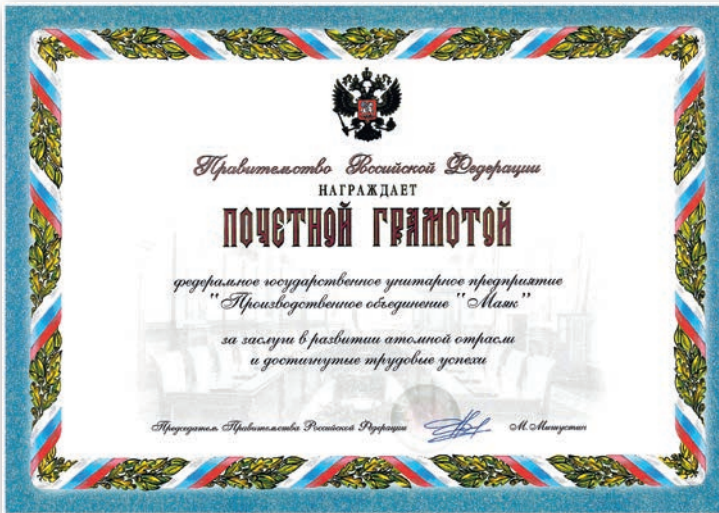 Правительство Российской Федерации
НАГРАЖДАЕТ
ПОЧЕТНОЙ ГРАМОТОЙ
федеральное государственное унитарное предприятие
"Производственное объединение "Маяк"
за заслуги в развитии атомной отрасли
и достигнутые трудовые успехи
Председатель Правительства Российской Федерации М. Мишустин